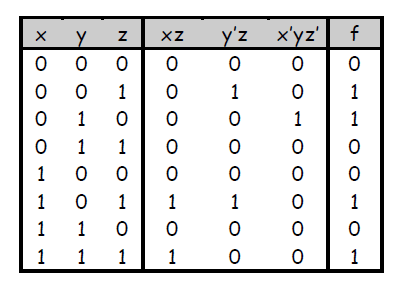 x y z xz y'z x'yz' f
0 0 0 0 0 0 0
0 0 1 0 1 0 1
0 1 0 0 0 1 1
0 1 1 0 0 0 0
1 0 0 0 0 0 0
1 0 1 1 1 0 1
1 1 0 0 0 0 0
1 1 1 1 0 0 1